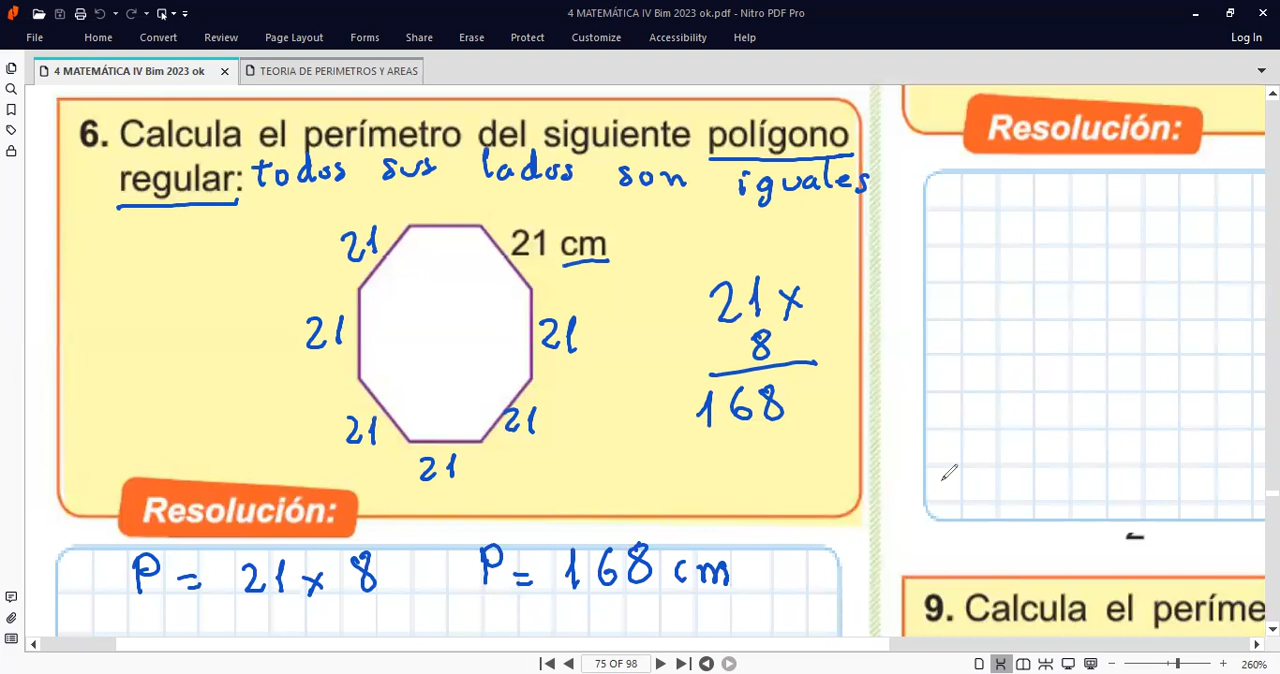 4 MATEMÁTICA IV Bim 2023 ok.pdf - Nitro PDF Pro
File Home Convert Review Page Layout Forms Share Erase Protect Customize Accessibility Help Log In
4 MATEMÁTICA IV Bim 2023 ok TEORIA DE PERIMETROS Y AREAS
6. Calcula el perímetro del siguiente polígono
regular: todos sus lados son iguales
21 21 cm
21 21
21 21
21
21 x
8
168
Resolución:
P = 21 x 8 P = 168 cm
Resolución:
9. Calcula el períme
75 OF 98
260%